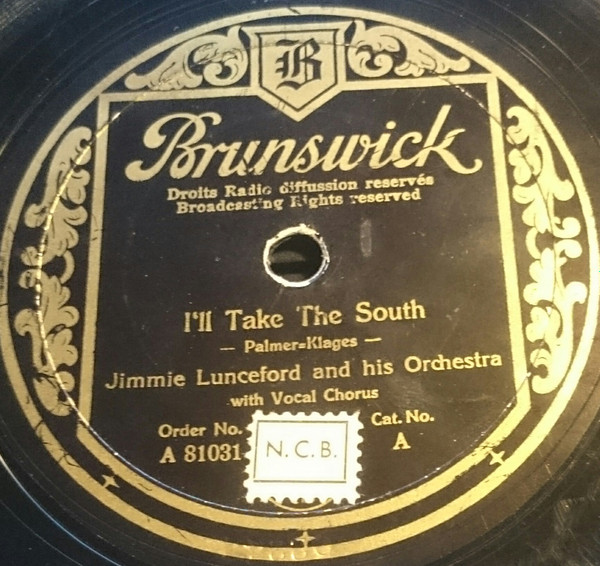 B
Brunswick
Droits Radio diffussion reservés
Broadcasting Rights reserved
I'll Take The South
— Palmer=Klages —
Jimmie Lunceford and his Orchestra
with Vocal Chorus
Order No. Cat. No.
A 81031 A
N.C.B.